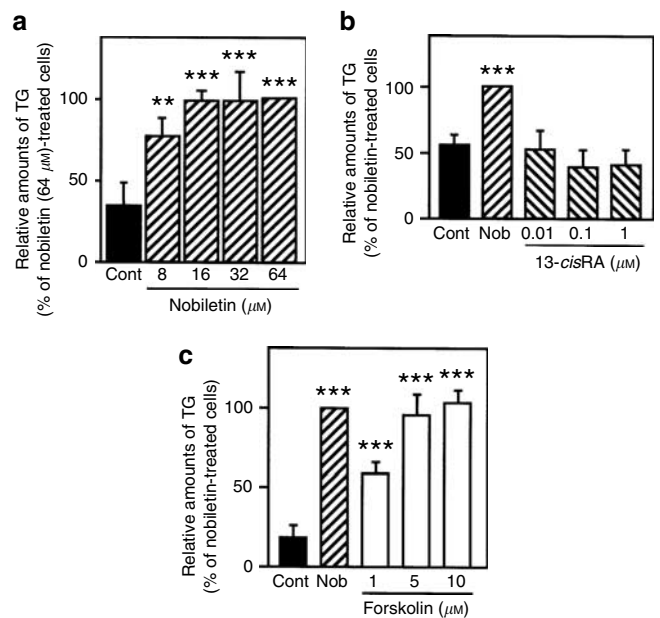 a
Relative amounts of TG
(% of nobiletin (64 μM)-treated cells)
100
50
0
**
***
***
***
Cont 8 16 32 64
Nobiletin (μM)
b
Relative amounts of TG
(% of nobiletin-treated cells)
100
50
0
***
Cont Nob 0.01 0.1 1
13-cisRA (μM)
c
Relative amounts of TG
(% of nobiletin-treated cells)
100
50
0
***
***
***
***
Cont Nob 1 5 10
Forskolin (μM)